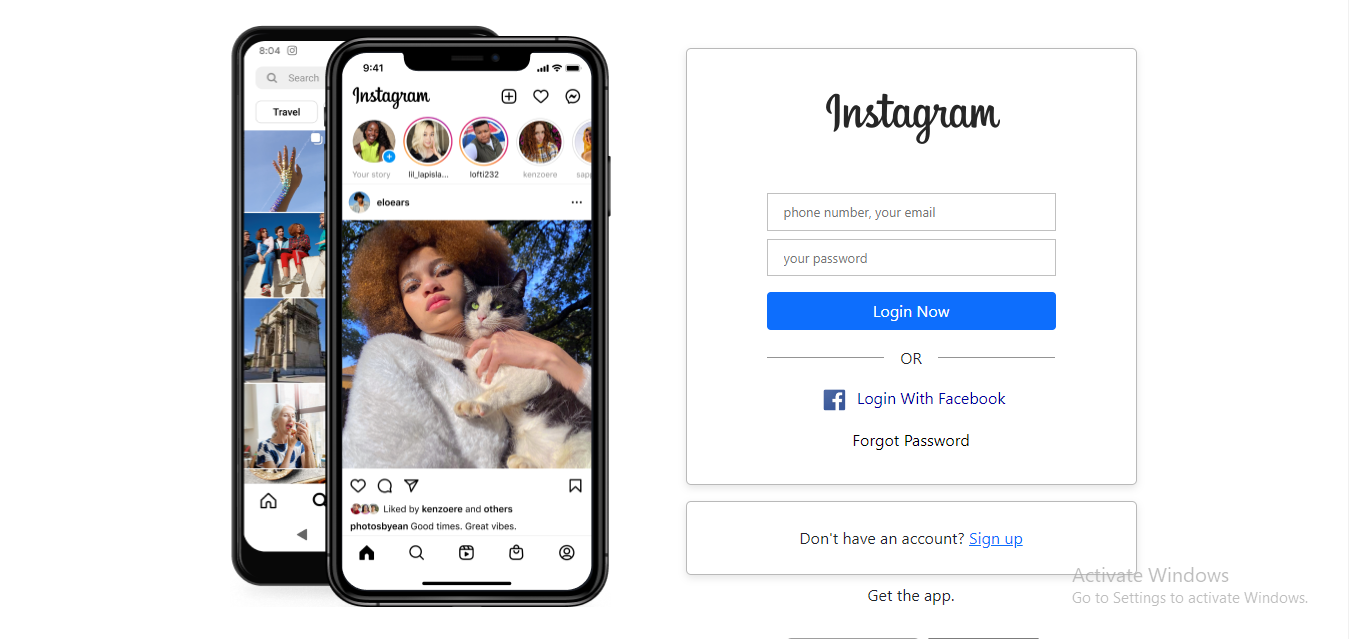 8:04
Search
Travel
9:41
Instagram
Your story
lil_lapisla...
lofti232
kenzoere
sapp
eloears
Liked by kenzoere and others
photosbyean Good times. Great vibes.
Instagram
phone number, your email
your password
Login Now
OR
Login With Facebook
Forgot Password
Don't have an account? Sign up
Get the app.
Activate Windows
Go to Settings to activate Windows.